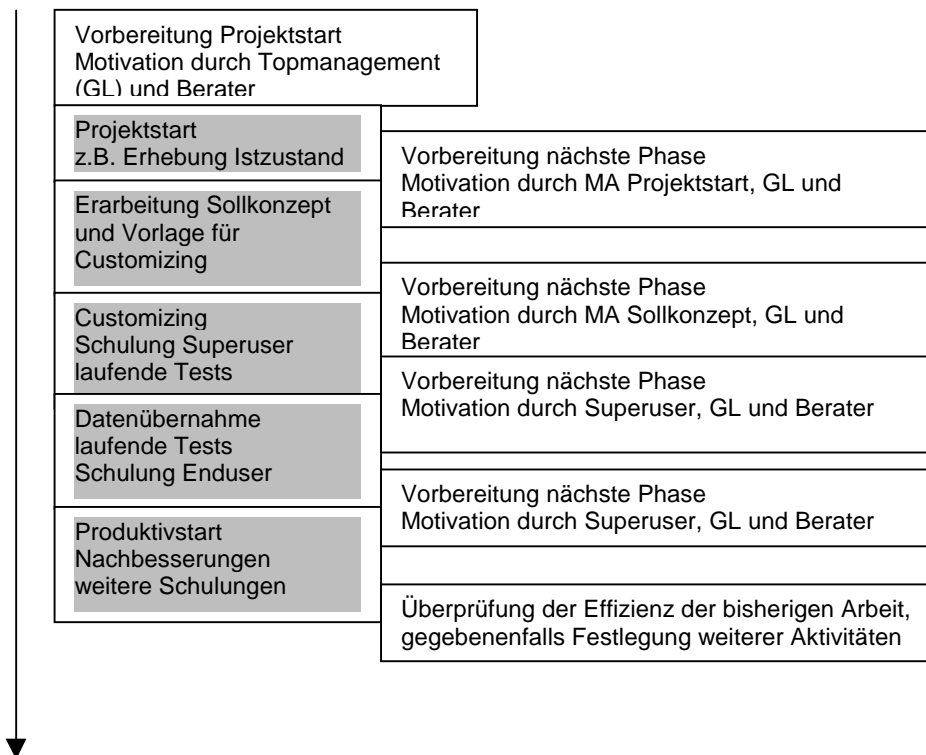 Vorbereitung Projektstart
Motivation durch Topmanagement
(GL) und Berater
Projektstart
z.B. Erhebung Istzustand
Vorbereitung nächste Phase
Motivation durch MA Projektstart, GL und
Berater
Erarbeitung Sollkonzept
und Vorlage für
Customizing
Vorbereitung nächste Phase
Motivation durch MA Sollkonzept, GL und
Berater
Customizing
Schulung Superuser
laufende Tests
Vorbereitung nächste Phase
Motivation durch Superuser, GL und Berater
Datenübernahme
laufende Tests
Schulung Enduser
Vorbereitung nächste Phase
Motivation durch Superuser, GL und Berater
Produktivstart
Nachbesserungen
weitere Schulungen
Überprüfung der Effizienz der bisherigen Arbeit,
gegebenenfalls Festlegung weiterer Aktivitäten